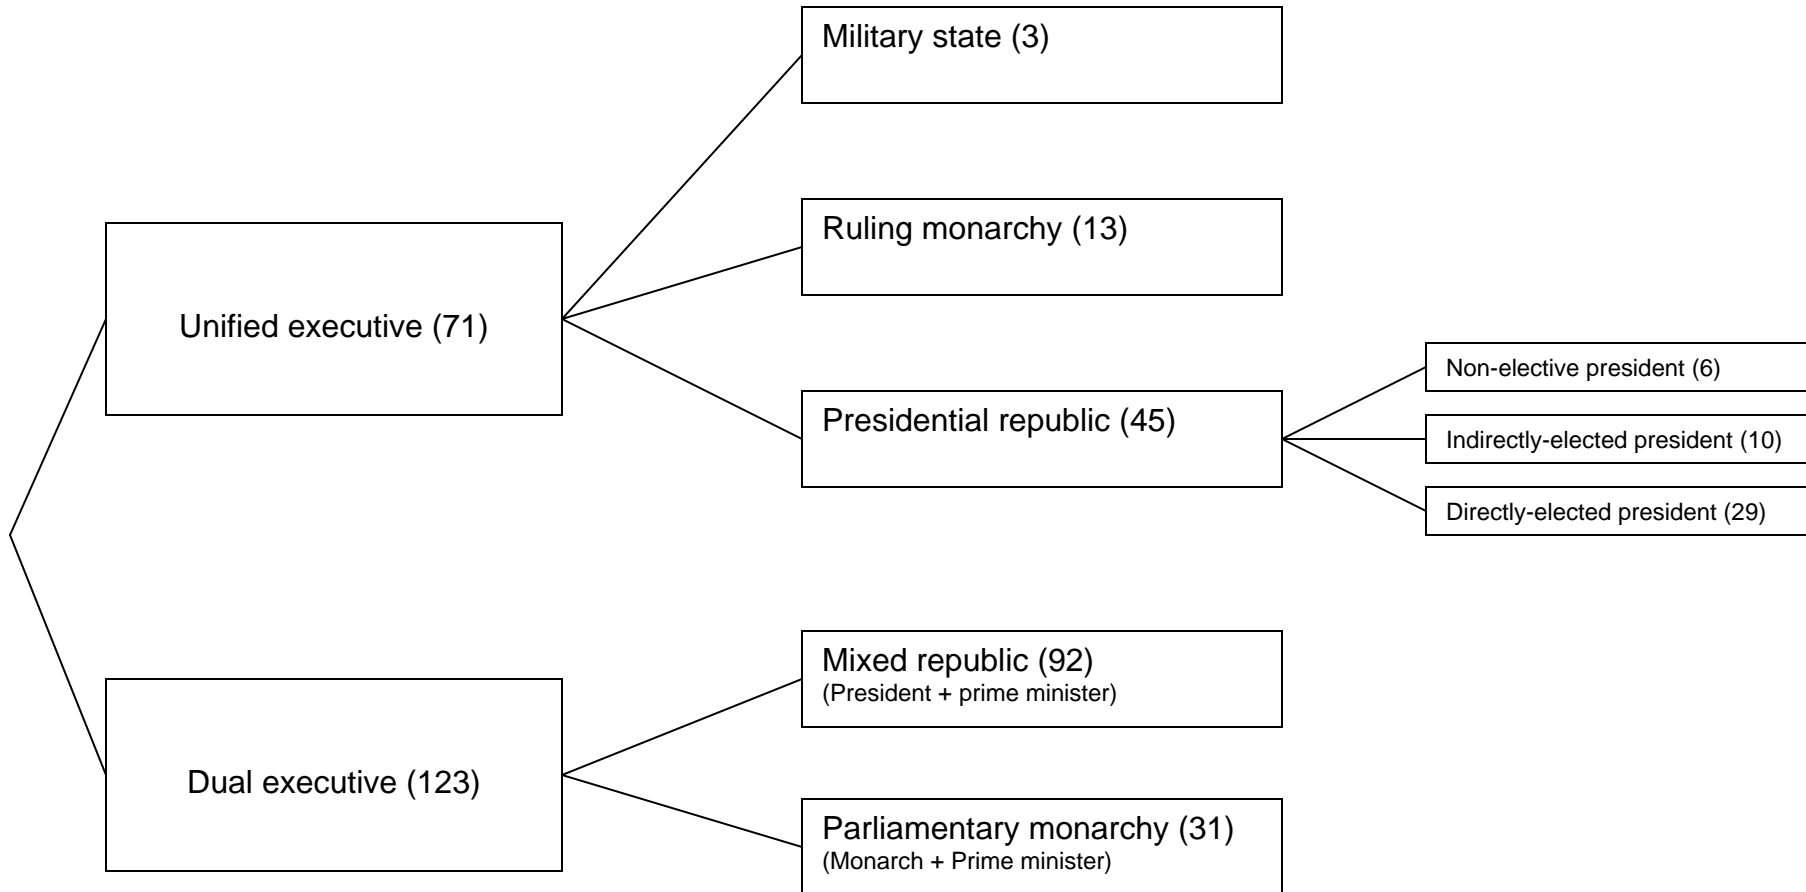 Military state (3)
Ruling monarchy (13)
Unified executive (71)
Presidential republic (45)
Non-elective president (6)
Indirectly-elected president (10)
Directly-elected president (29)
Mixed republic (92)
(President + prime minister)
Dual executive (123)
Parliamentary monarchy (31)
(Monarch + Prime minister)